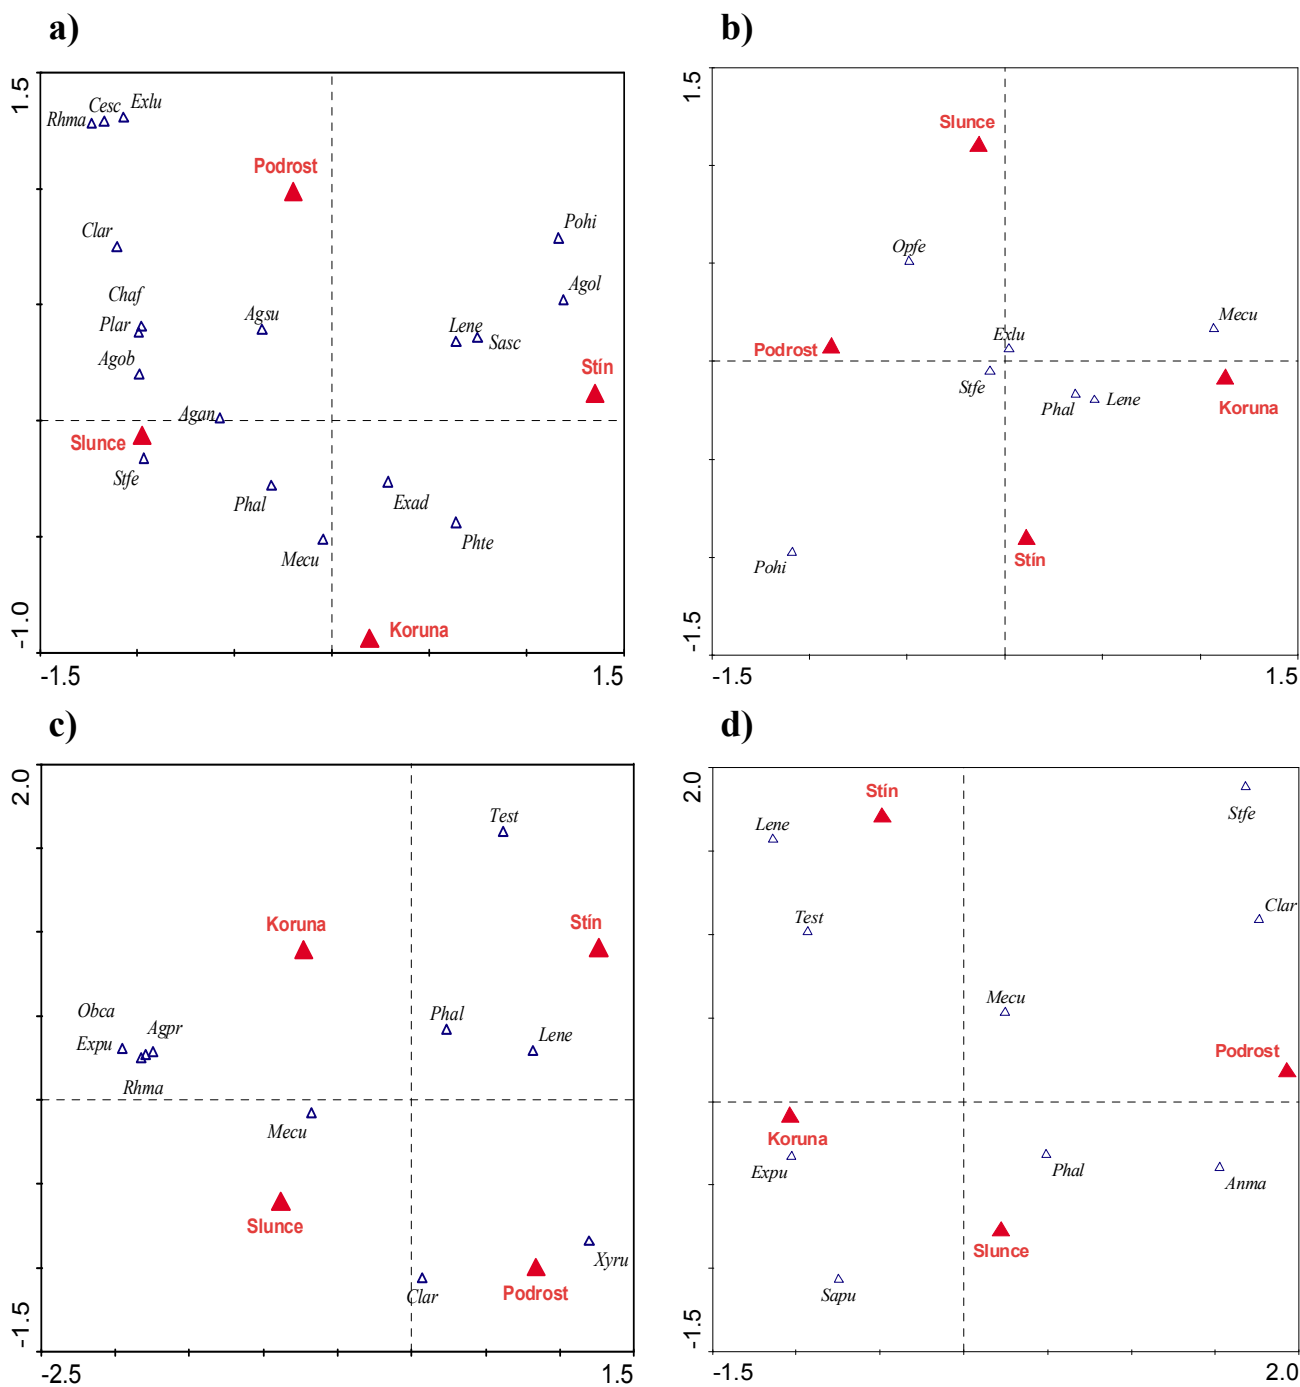 a)
1.5
Rhma Cesc Exlu
Podrost
Clar
Pohi
Chaf
Agol
Plar
Agsu
Lene
Sasc
Agob
Stín
Agan
Slunce
Stfe
Phal
Exad
Mecu
Phte
Koruna
-1.0
-1.5 1.5
b)
1.5
Slunce
Opfe
Mecu
Exlu
Podrost
Stfe
Phal Lene
Koruna
Stín
Pohi
-1.5
-1.5 1.5
c)
2.0
Test
Koruna
Stín
Obca
Phal
Expu Agpr
Lene
Rhma
Mecu
Slunce
Xyru
Podrost
Clar
-1.5
-2.5 1.5
d)
2.0
Stín
Stfe
Lene
Clar
Test
Mecu
Podrost
Koruna
Expu
Phal
Anma
Slunce
Sapu
-1.5
-1.5 2.0